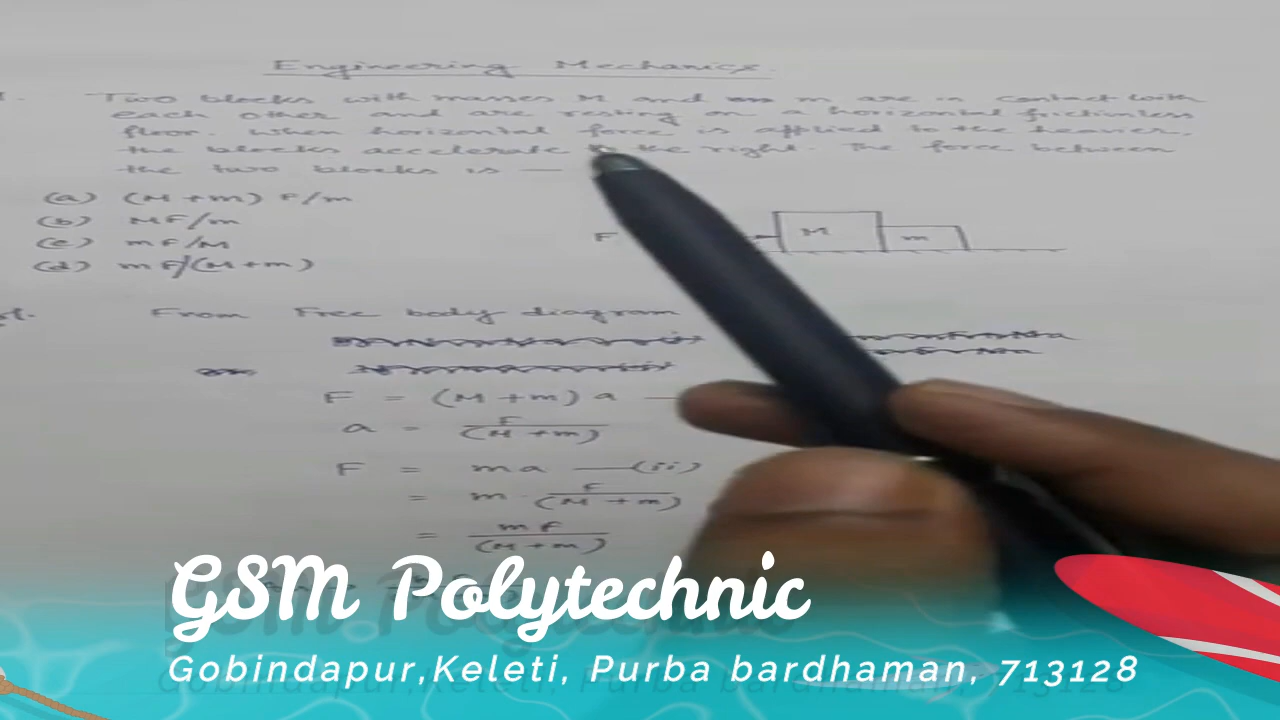 Engineering Mechanics.
Two blocks with masses M and m are in contact with
each other and are resting on a horizontal frictionless
floor. When horizontal force is applied to the heavier,
the blocks accelerate the right. The force between
the two blocks is —
(a) (M+m) F/m
(b) MF/m
(c) mF/M
(d) mF/(M+m)
F M m
From Free body diagram
F = (M+m) a —
a = F/(M+m)
F = ma —(ii)
= m · F/(M+m)
= mF/(M+m)
GSM Polytechnic
Gobindapur,Keleti, Purba bardhaman, 713128